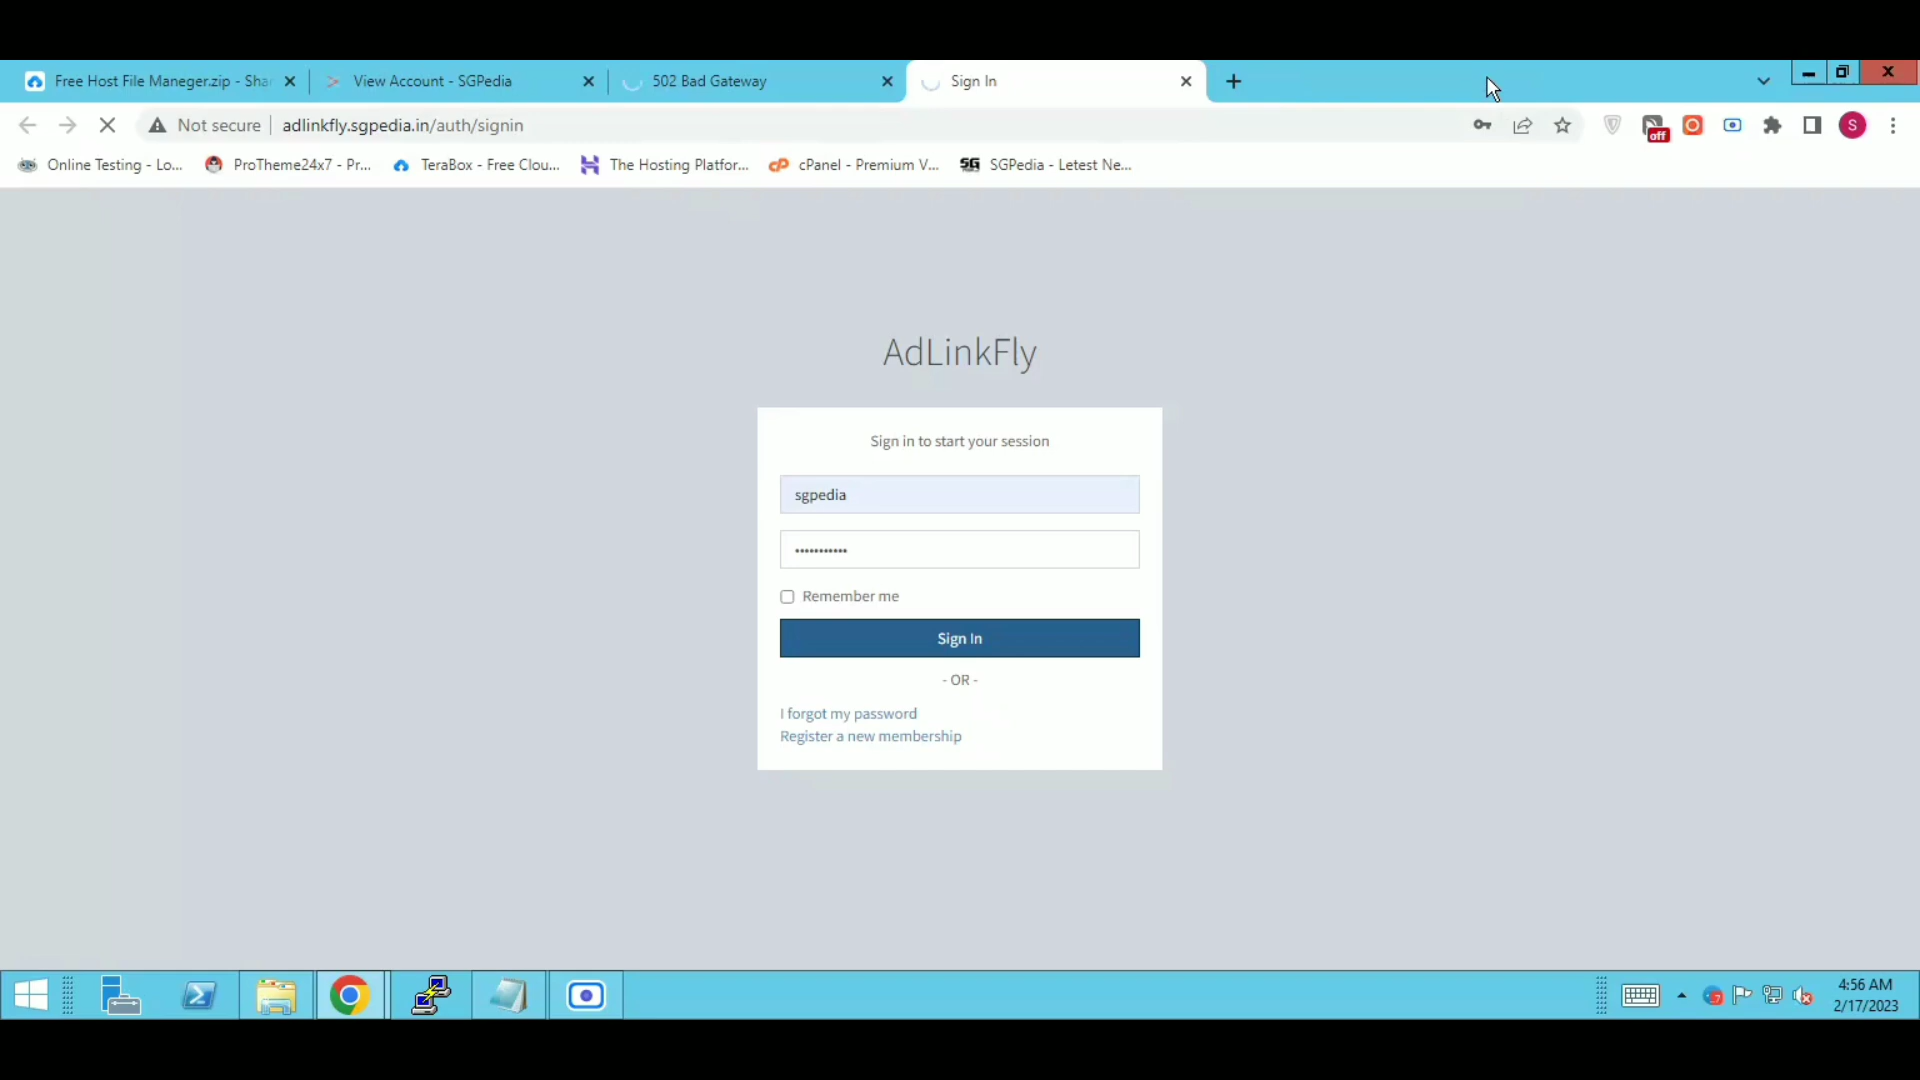 Free Host File Maneger.zip - Sha
View Account - SGPedia
502 Bad Gateway
Sign In
Not secure
adlinkfly.sgpedia.in/auth/signin
off
S
Online Testing - Lo...
ProTheme24x7 - Pr...
TeraBox - Free Clou...
The Hosting Platfor...
cP
cPanel - Premium V...
SG
SGPedia - Letest Ne...
AdLinkFly
Sign in to start your session
sgpedia
Remember me
Sign In
- OR -
I forgot my password
Register a new membership
4:56 AM
2/17/2023